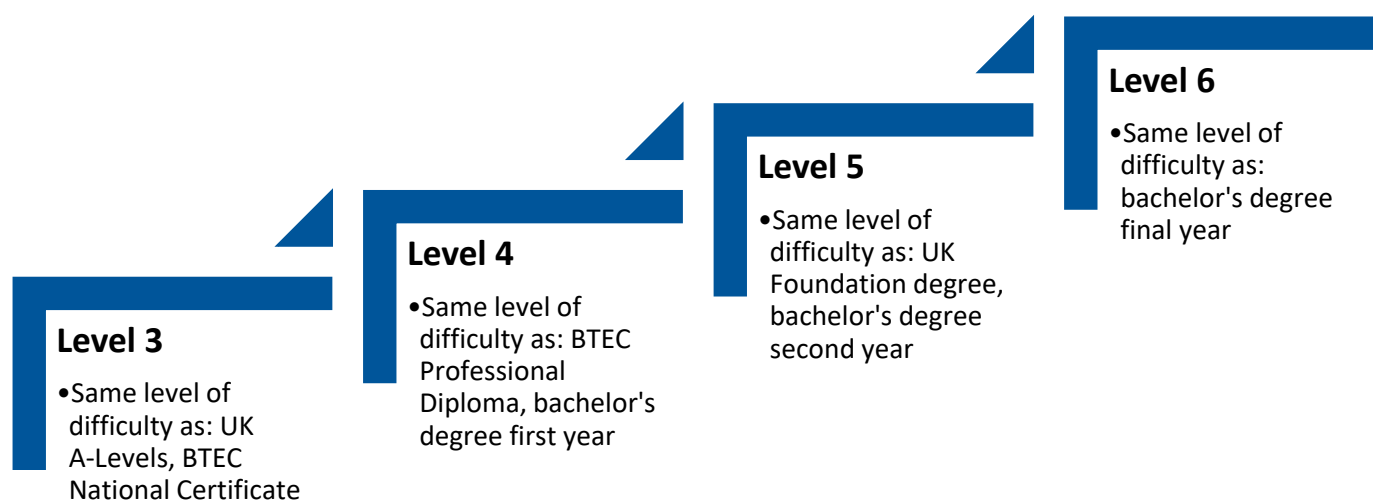 Level 3
•Same level of
difficulty as: UK
A-Levels, BTEC
National Certificate
Level 4
•Same level of
difficulty as: BTEC
Professional
Diploma, bachelor's
degree first year
Level 5
•Same level of
difficulty as: UK
Foundation degree,
bachelor's degree
second year
Level 6
•Same level of
difficulty as:
bachelor's degree
final year